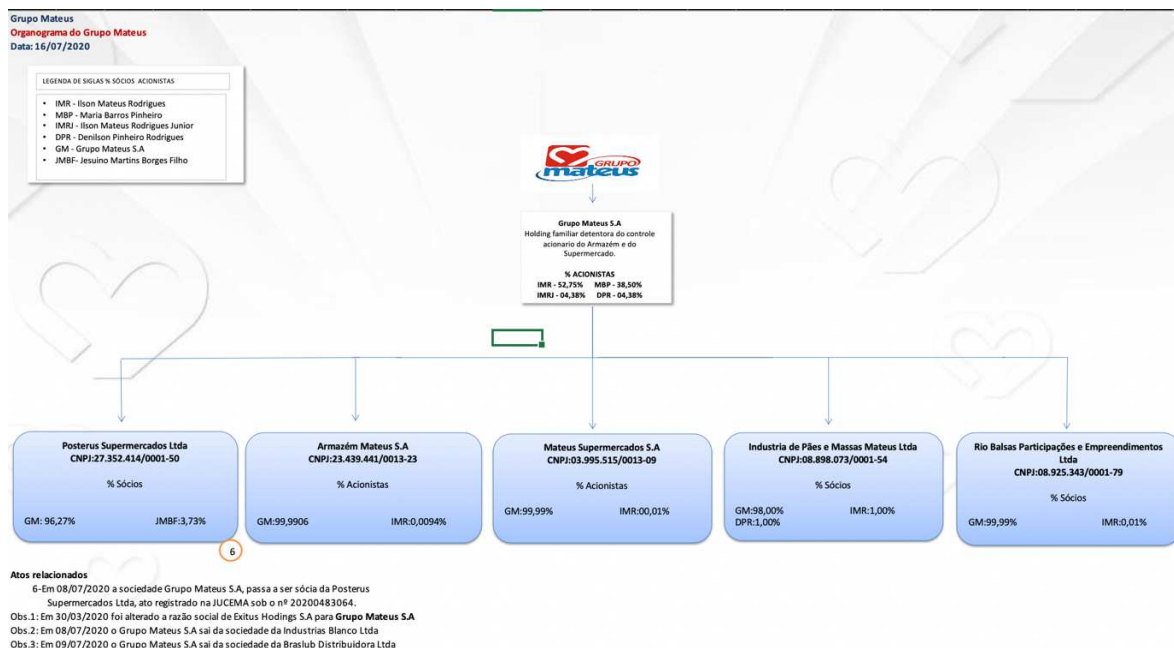 Grupo Mateus
Organograma do Grupo Mateus
Data: 16/07/2020
LEGENDA DE SIGLAS % SÓCIOS ACIONISTAS
• IMR - Ilson Mateus Rodrigues
• MBP - Maria Barros Pinheiro
• IMRJ - Ilson Mateus Rodrigues Junior
• DPR - Denilson Pinheiro Rodrigues
• GM - Grupo Mateus S.A
• JMBF- Jesuino Martins Borges Filho
GRUPO
mateus
Grupo Mateus S.A
Holding familiar detentora do controle
acionario do Armazém e do
Supermercado.
% ACIONISTAS
IMR - 52,75% MBP - 38,50%
IMRJ - 04,38% DPR - 04,38%
Posterus Supermercados Ltda
CNPJ:27.352.414/0001-50
% Sócios
GM: 96,27% JMBF:3,73%
6
Armazém Mateus S.A
CNPJ:23.439.441/0013-23
% Acionistas
GM:99,9906 IMR:0,0094%
Mateus Supermercados S.A
CNPJ:03.995.515/0013-09
% Acionistas
GM:99,99% IMR:00,01%
Industria de Pães e Massas Mateus Ltda
CNPJ:08.898.073/0001-54
% Sócios
GM:98,00% IMR:1,00%
DPR:1,00%
Rio Balsas Participações e Empreendimentos
Ltda
CNPJ:08.925.343/0001-79
% Sócios
GM:99,99% IMR:0,01%
Atos relacionados
6-Em 08/07/2020 a sociedade Grupo Mateus S.A, passa a ser sócia da Posterus
Supermercados Ltda, ato registrado na JUCEMA sob o nº 20200483064.
Obs.1: Em 30/03/2020 foi alterado a razão social de Exitus Hodings S.A para Grupo Mateus S.A
Obs.2: Em 08/07/2020 o Grupo Mateus S.A sai da sociedade da Industrias Blanco Ltda
Obs.3: Em 09/07/2020 o Grupo Mateus S.A sai da sociedade da Braslub Distribuidora Ltda